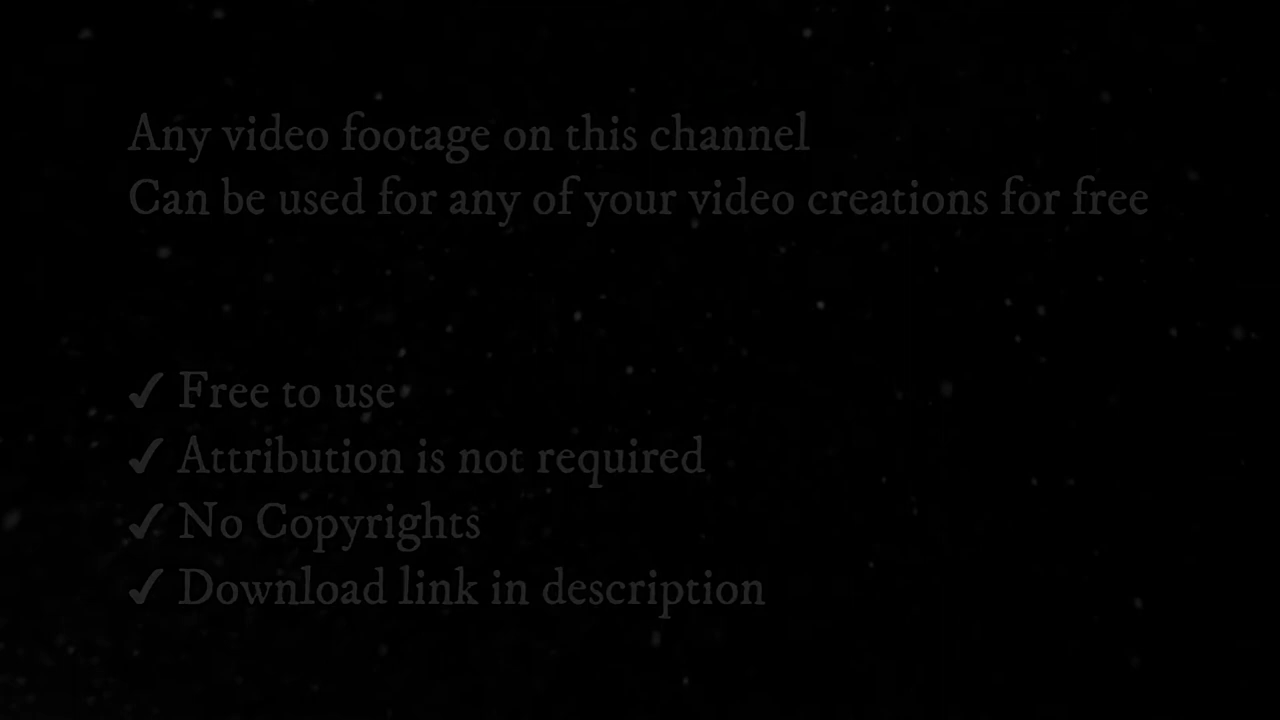 Any video footage on this channel
Can be used for any of your video creations for free
✔ Free to use
✔ Attribution is not required
✔ No Copyrights
✔ Download link in description